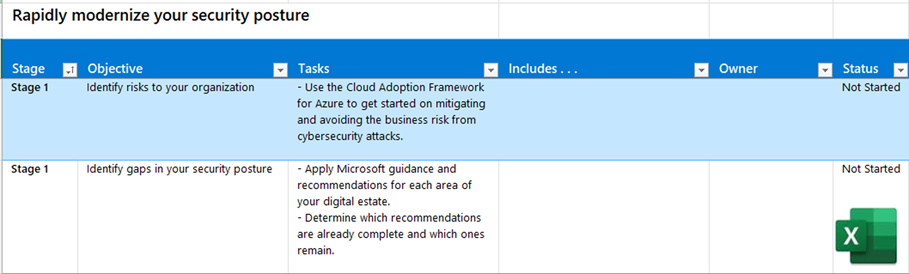 Rapidly modernize your security posture
Stage Objective Tasks Includes . . . Owner Status
Stage 1 Identify risks to your organization - Use the Cloud Adoption Framework Not Started
for Azure to get started on mitigating
and avoiding the business risk from
cybersecurity attacks.
Stage 1 Identify gaps in your security posture - Apply Microsoft guidance and Not Started
recommendations for each area of
your digital estate.
- Determine which recommendations
are already complete and which ones
remain.
X